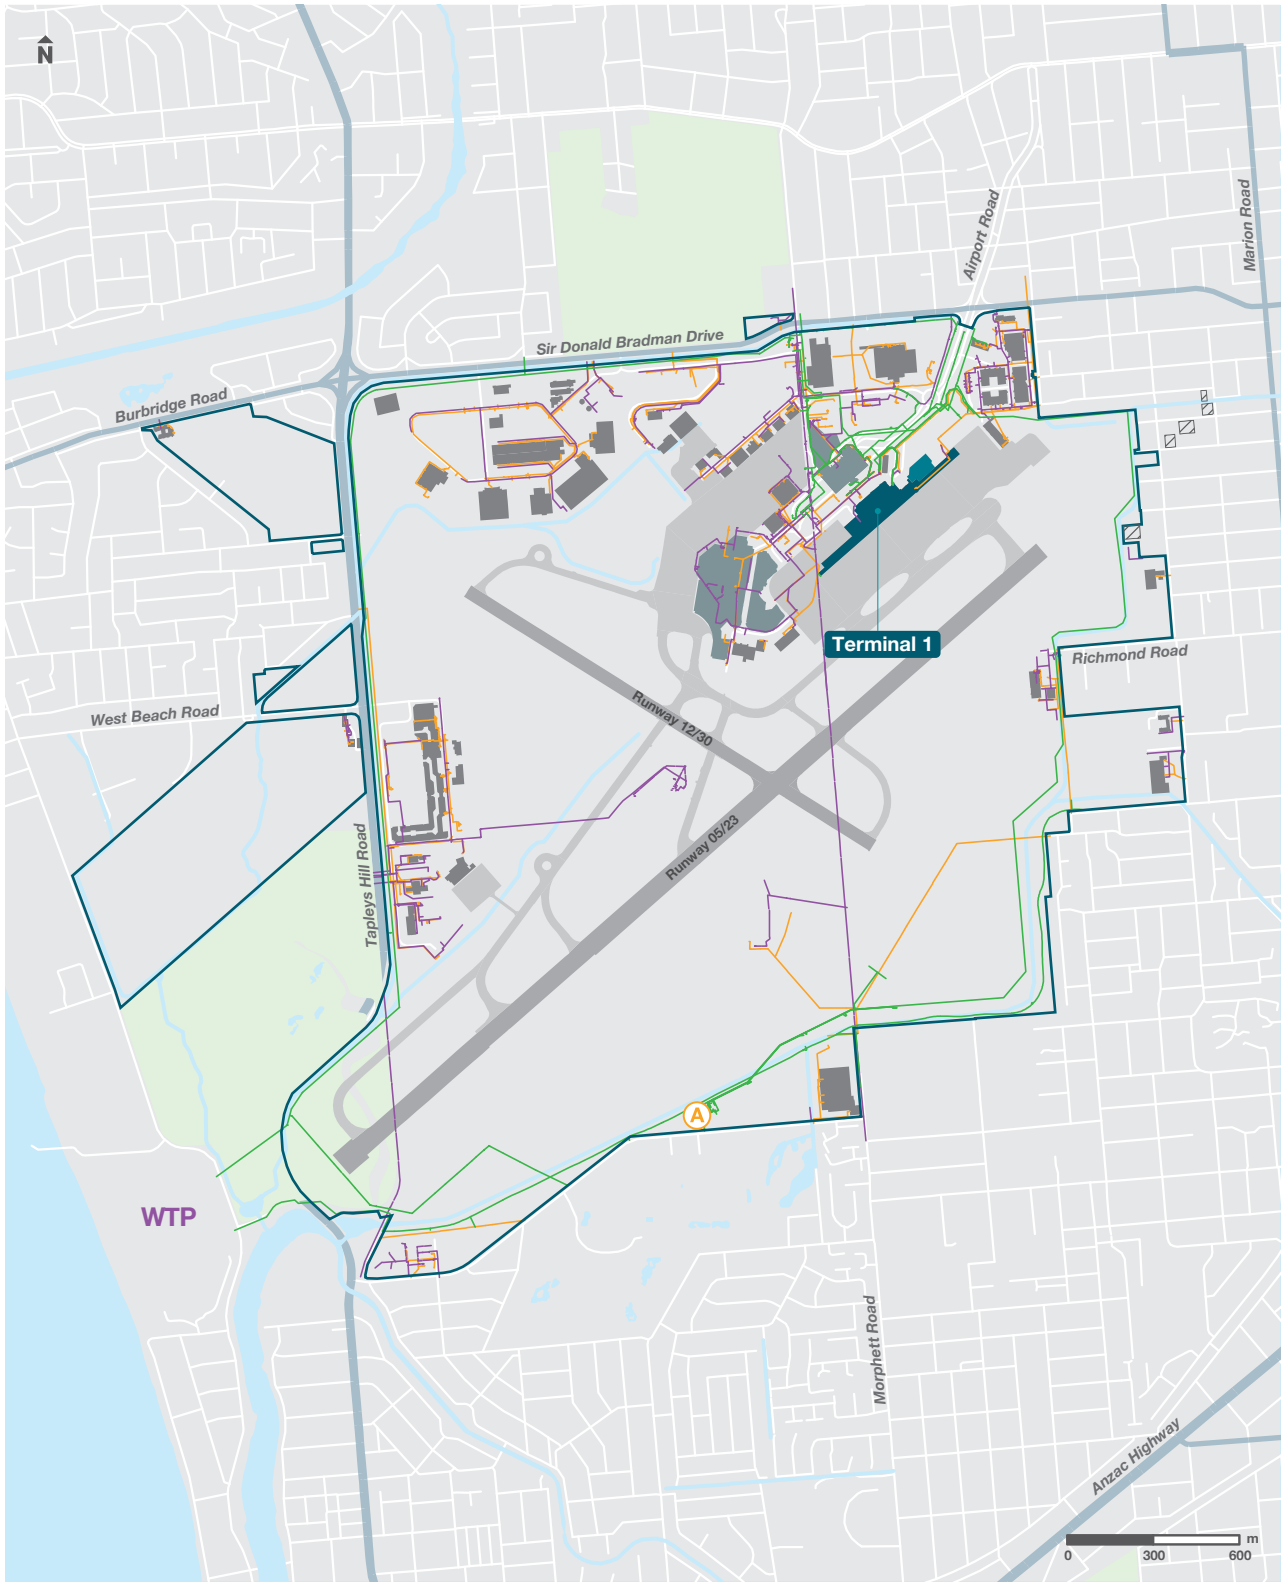 N
Airport Road
Marion Road
Sir Donald Bradman Drive
Burbridge Road
Terminal 1
Richmond Road
Runway 12/30
West Beach Road
Runway 05/23
Tapleys Hill Road
A
WTP
Morphett Road
Anzac Highway
m
0 300 600